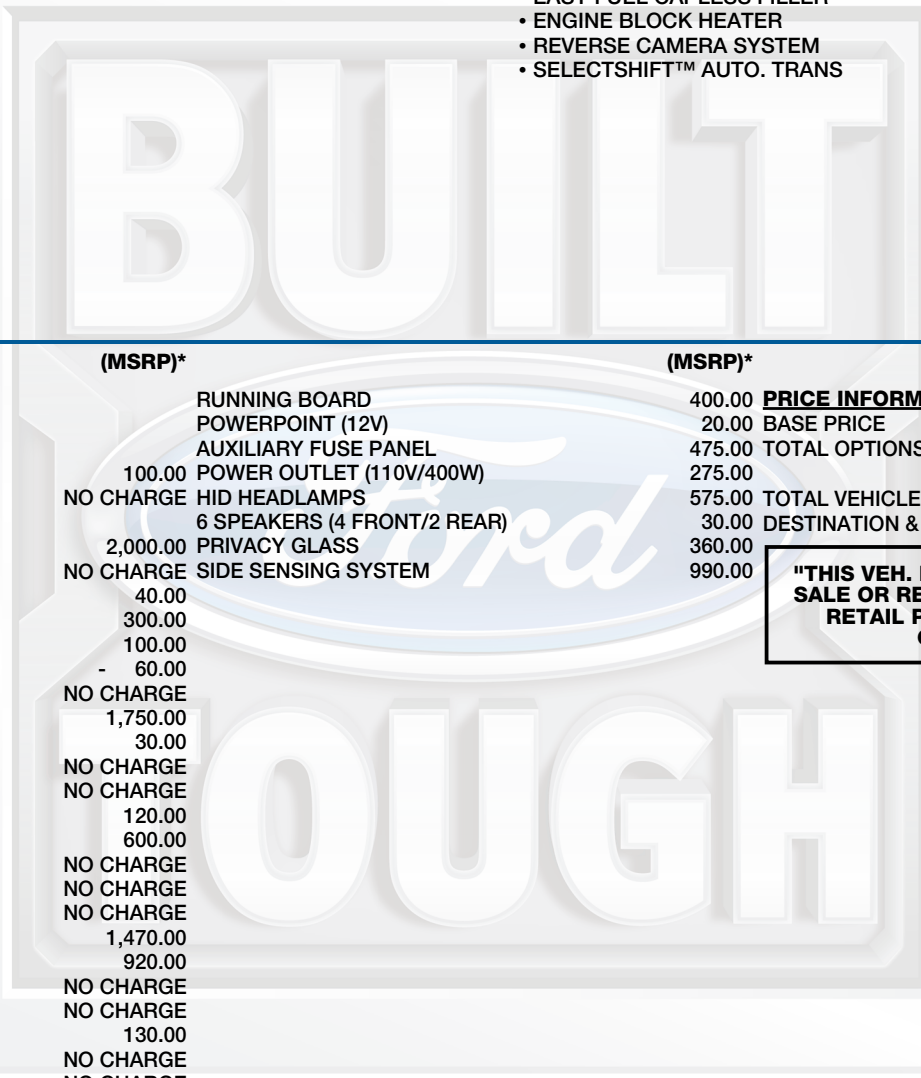 • ENGINE BLOCK HEATER
• REVERSE CAMERA SYSTEM
• SELECTSHIFT™ AUTO. TRANS
BUILT
(MSRP)* (MSRP)*
RUNNING BOARD 400.00 PRICE INFORM
POWERPOINT (12V) 20.00 BASE PRICE
AUXILIARY FUSE PANEL 475.00 TOTAL OPTIONS
100.00 POWER OUTLET (110V/400W) 275.00
NO CHARGE HID HEADLAMPS 575.00 TOTAL VEHICLE
6 SPEAKERS (4 FRONT/2 REAR) 30.00 DESTINATION &
2,000.00 PRIVACY GLASS 360.00
NO CHARGE SIDE SENSING SYSTEM 990.00
"THIS VEH.
SALE OR RE
RETAIL
Ford
40.00
300.00
100.00
- 60.00
NO CHARGE
1,750.00
30.00
NO CHARGE
NO CHARGE
120.00
600.00
NO CHARGE
NO CHARGE
NO CHARGE
1,470.00
920.00
NO CHARGE
NO CHARGE
130.00
NO CHARGE
TOUGH